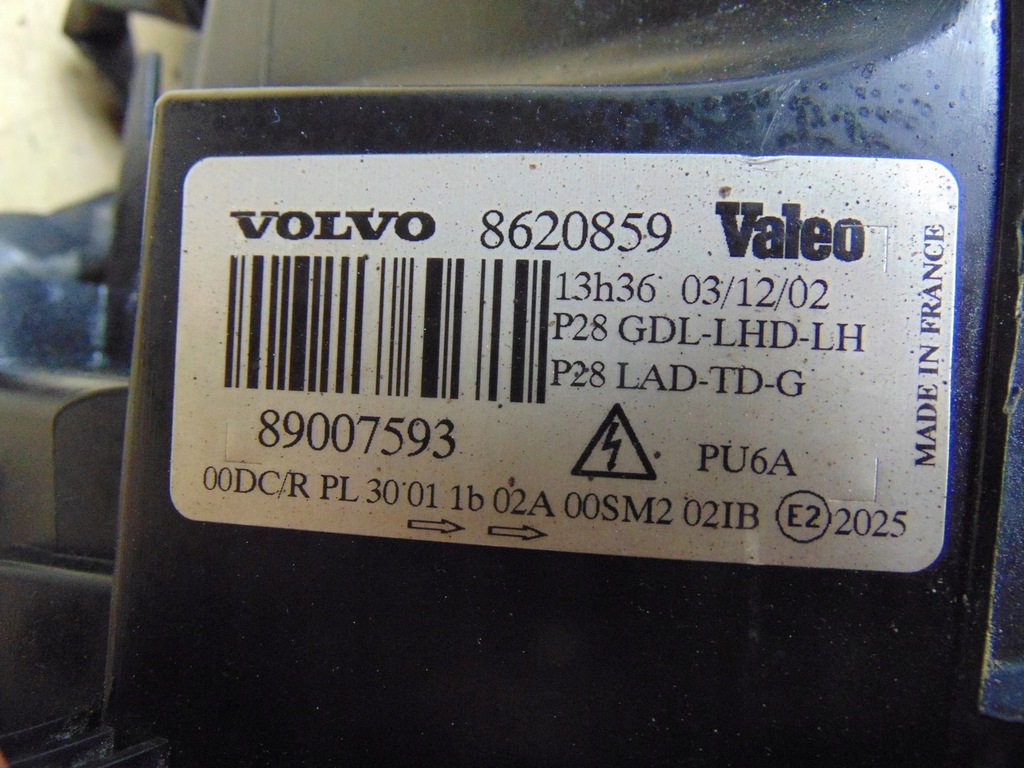 VOLVO 8620859 Valeo
13h36 03/12/02
P28 GDL-LHD-LH
P28 LAD-TD-G
89007593
PU6A
00DC/R PL 30 01 1b 02A 00SM2 02IB E2 2025
MADE IN FRANCE